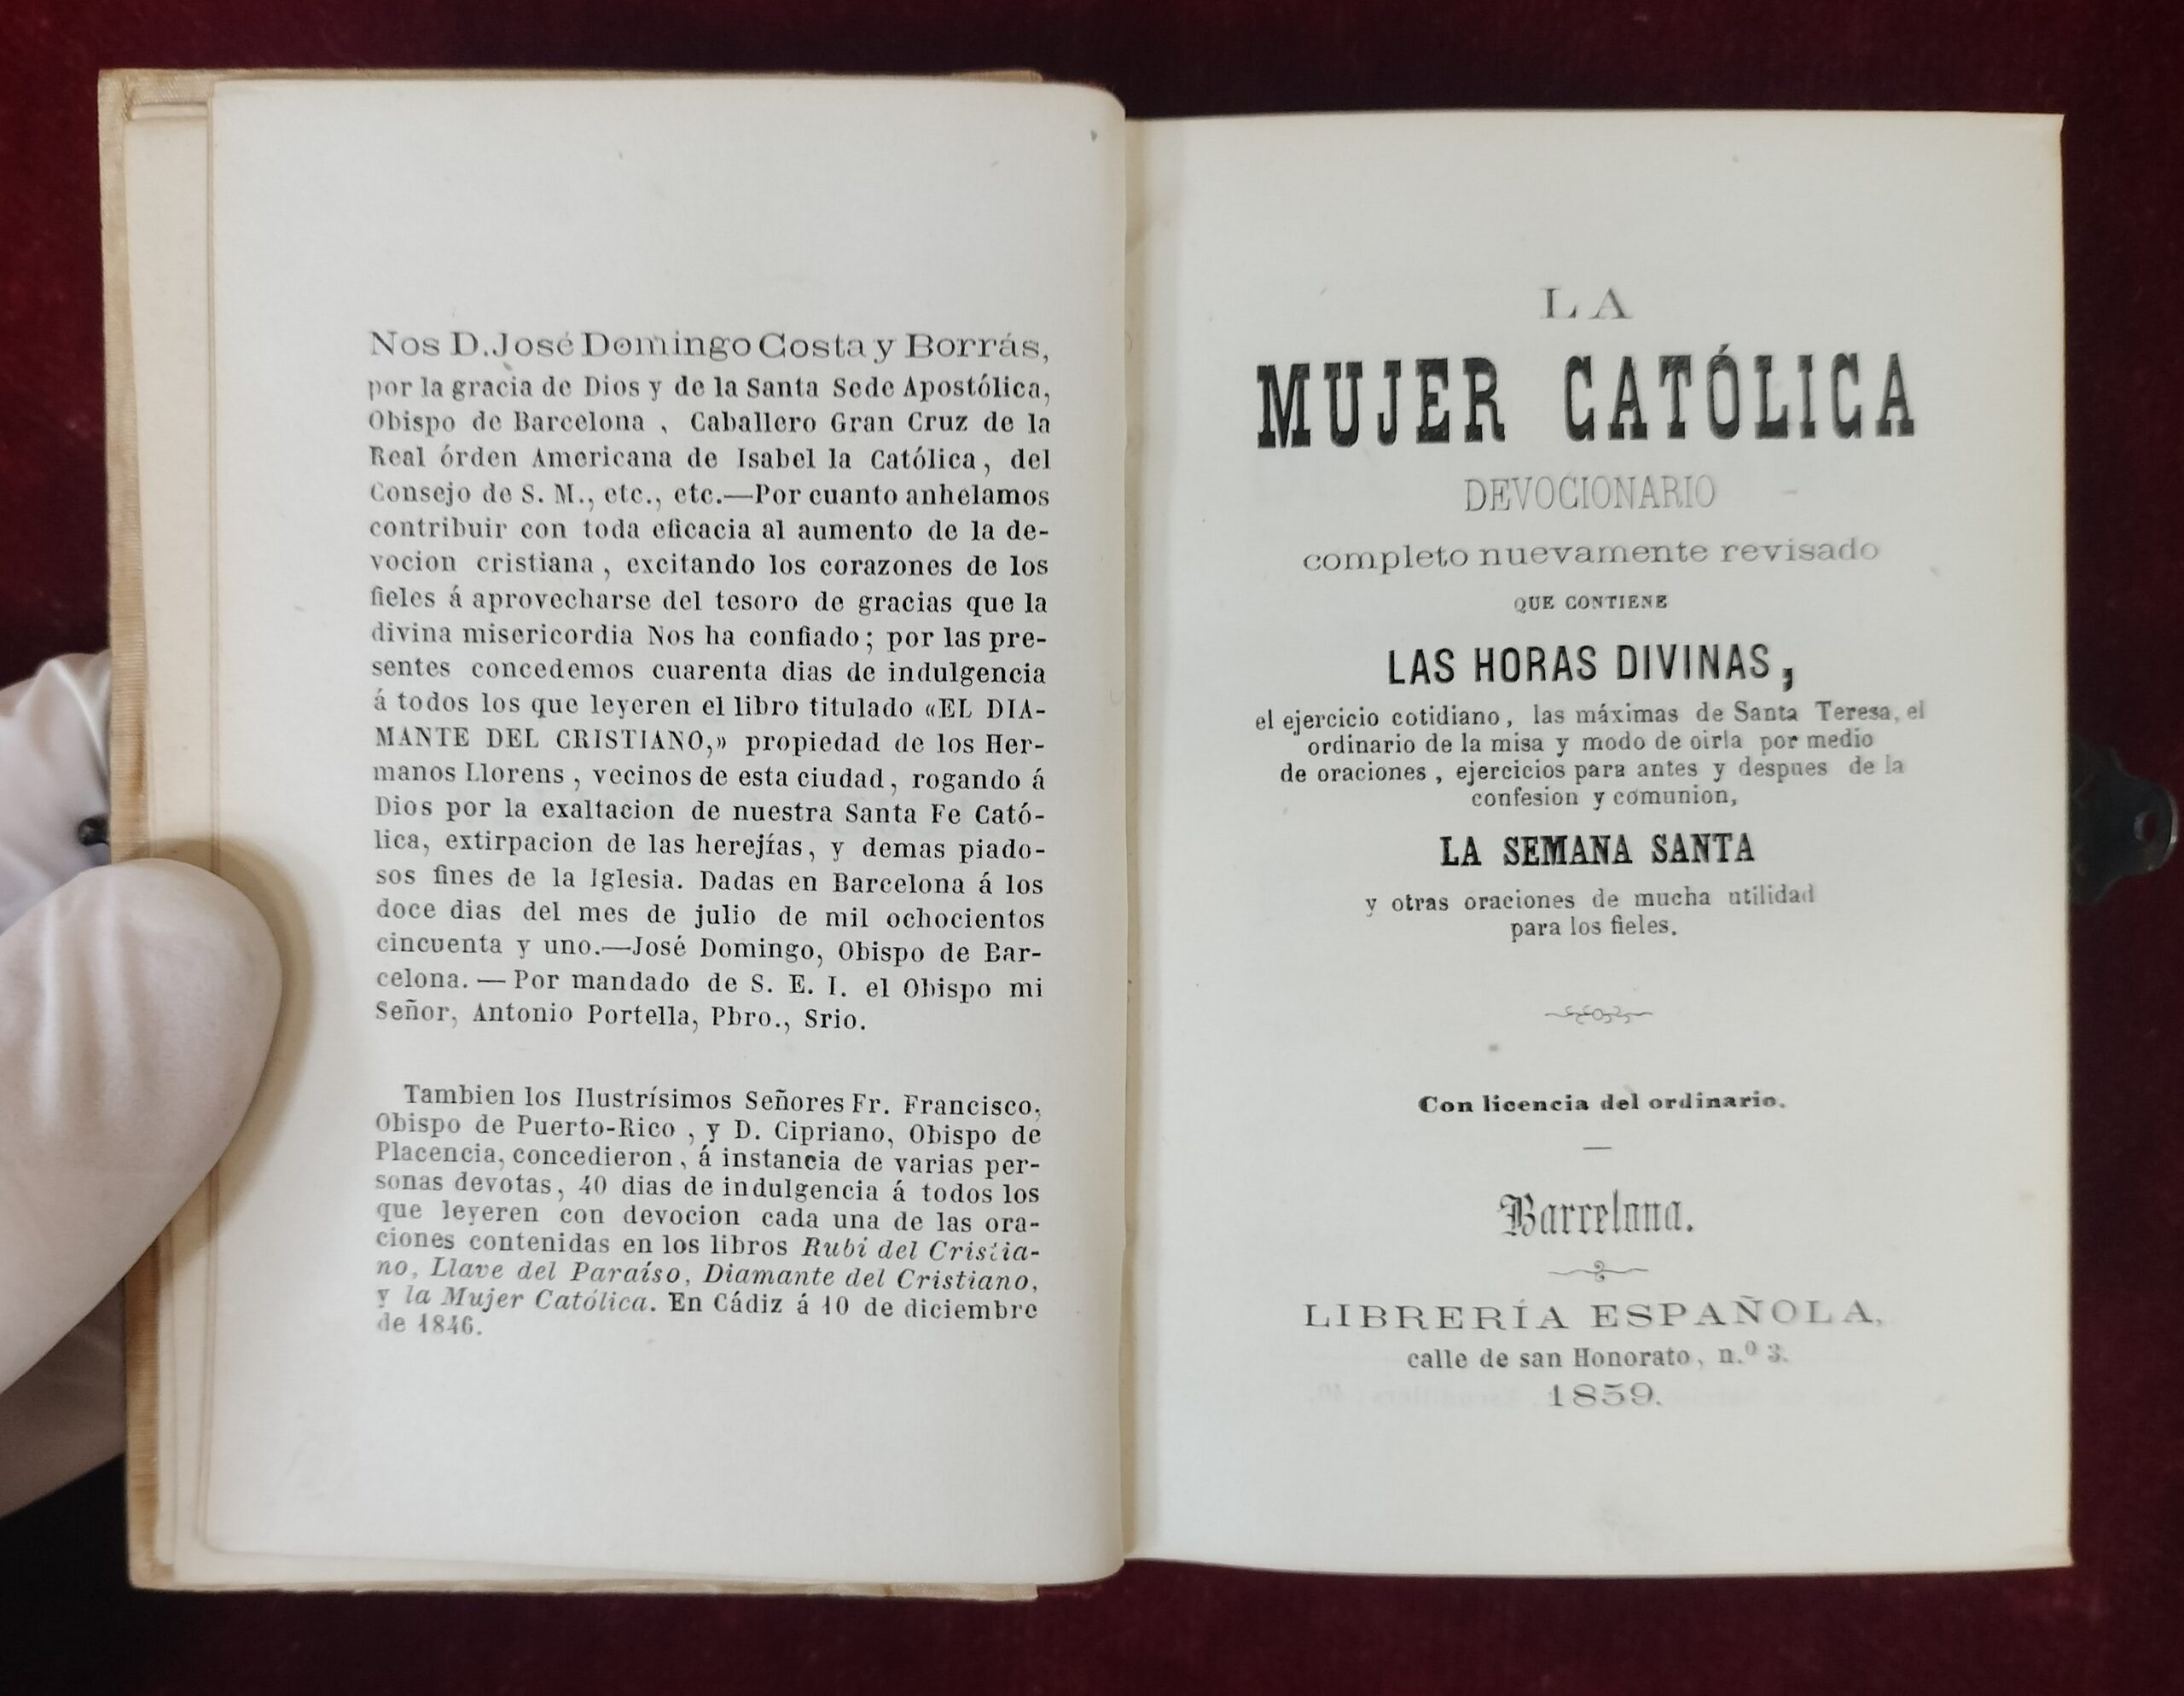 Nos D. José Domingo Costa y Borrás,
por la gracia de Dios y de la Santa Sede Apostólica,
Obispo de Barcelona , Caballero Gran Cruz de la
Real órden Americana de Isabel la Católica, del
Consejo de S. M., etc., etc.—Por cuanto anhelamos
contribuir con toda eficacia al aumento de la de-
vocion cristiana , excitando los corazones de los
fieles á aprovecharse del tesoro de gracias que la
divina misericordia Nos ha confiado; por las pre-
sentes concedemos cuarenta dias de indulgencia
á todos los que leyeren el libro titulado «EL DIA-
MANTE DEL CRISTIANO,» propiedad de los Her-
manos Llorens , vecinos de esta ciudad, rogando á
Dios por la exaltacion de nuestra Santa Fe Cató-
lica, extirpacion de las herejías, y demas piado-
sos fines de la Iglesia. Dadas en Barcelona á los
doce dias del mes de julio de mil ochocientos
cincuenta y uno.—José Domingo, Obispo de Bar-
celona. — Por mandado de S. E. I. el Obispo mi
Señor, Antonio Portella, Pbro., Srio.
Tambien los Ilustrísimos Señores Fr. Francisco,
Obispo de Puerto-Rico , y D. Cipriano, Obispo de
Placencia, concedieron, á instancia de varias per-
sonas devotas, 40 dias de indulgencia á todos los
que leyeren con devocion cada una de las ora-
ciones contenidas en los libros Rubí del Cristia-
no, Llave del Paraíso, Diamante del Cristiano,
y la Mujer Católica. En Cádiz á 10 de diciembre
de 1846.
LA
MUJER CATÓLICA
DEVOCIONARIO
completo nuevamente revisado
QUE CONTIENE
LAS HORAS DIVINAS,
el ejercicio cotidiano, las máximas de Santa Teresa, el
ordinario de la misa y modo de oirla por medio
de oraciones , ejercicios para antes y despues de la
confesion y comunion,
LA SEMANA SANTA
y otras oraciones de mucha utilidad
para los fieles.
Con licencia del ordinario.
Barcelona.
LIBRERÍA ESPAÑOLA,
calle de san Honorato, n.º 3.
1859.